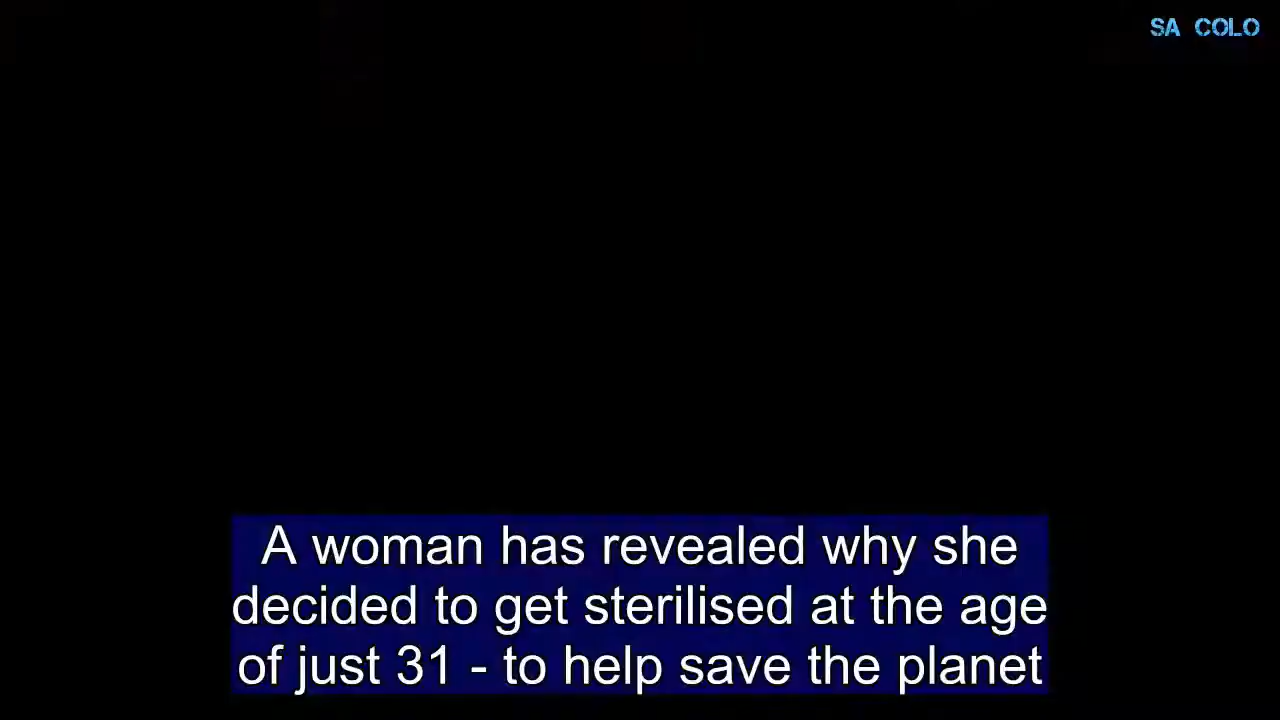 SA COLO
A woman has revealed why she
decided to get sterilised at the age
of just 31 - to help save the planet